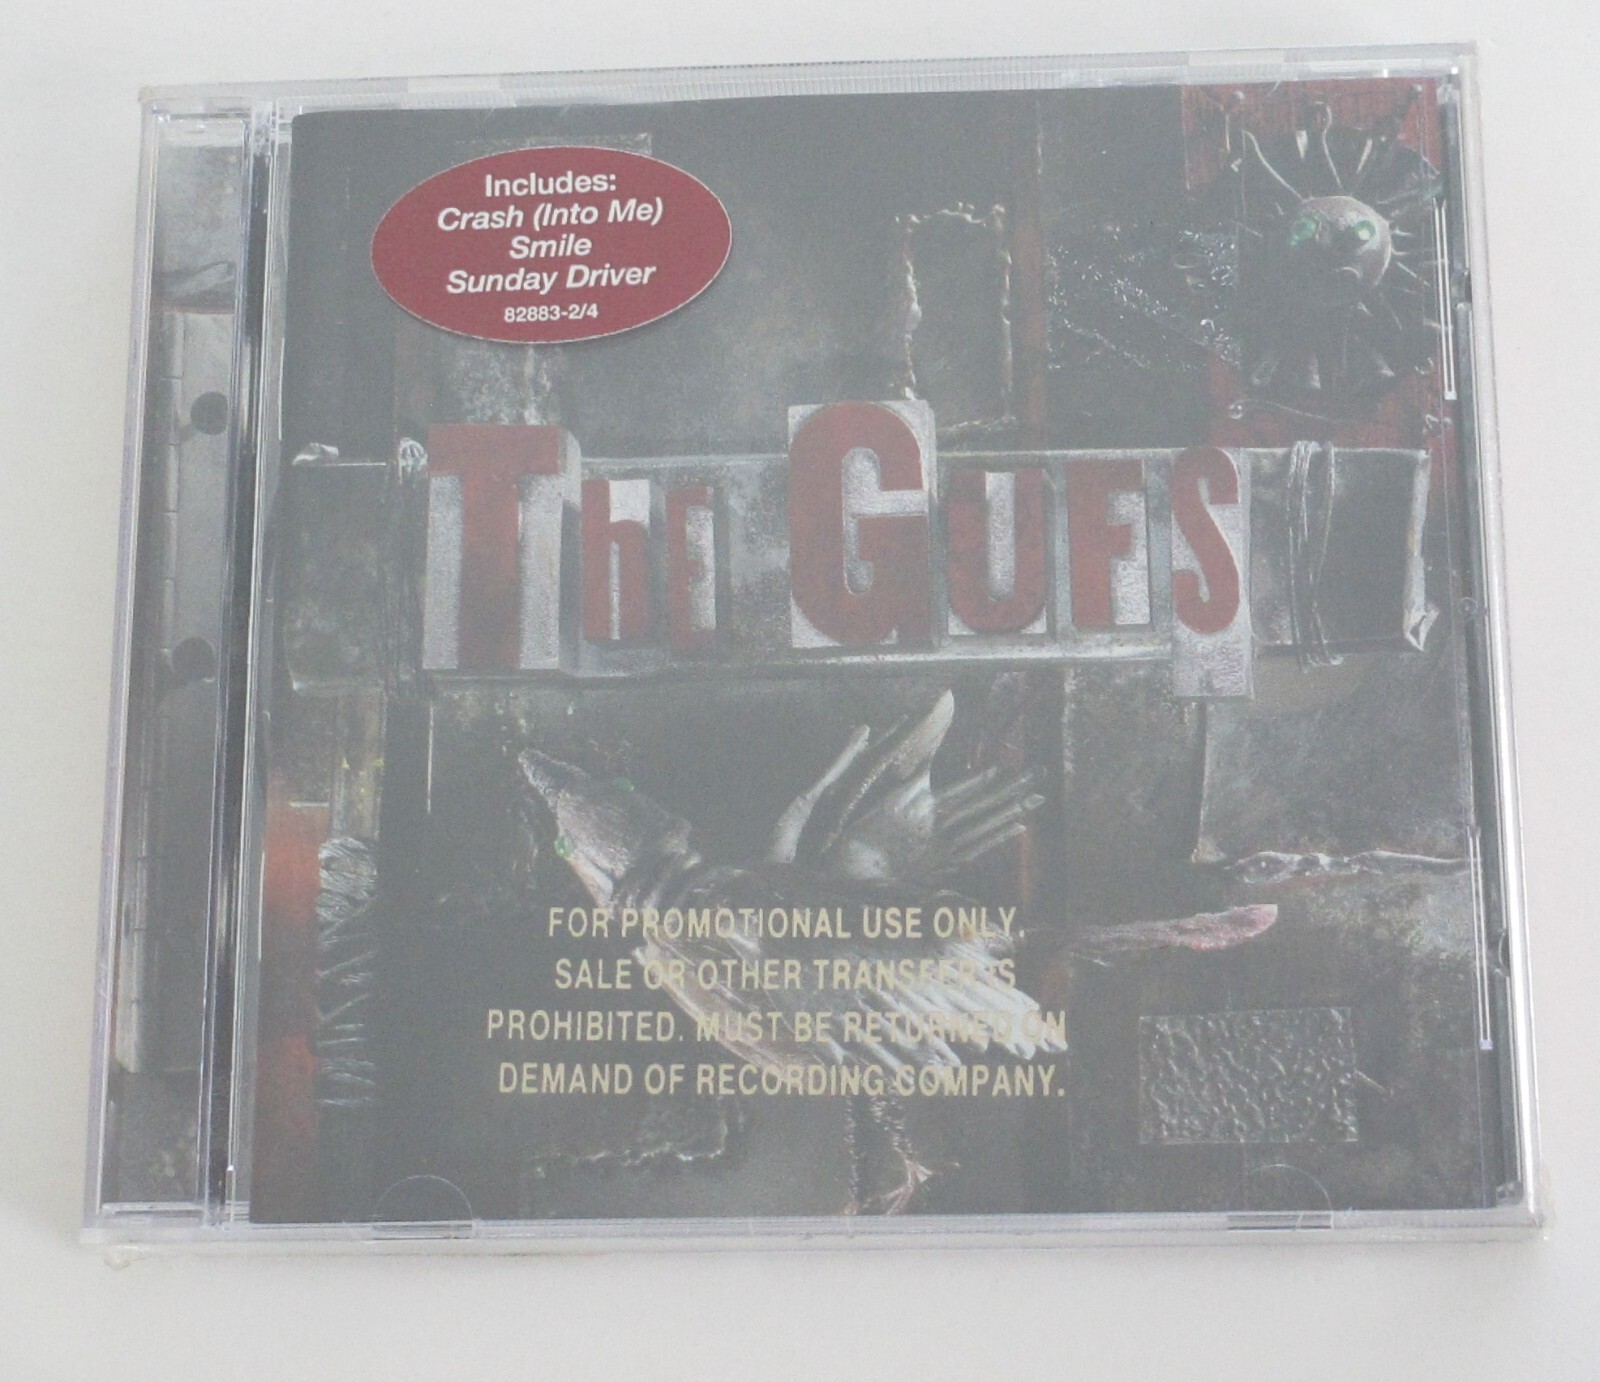 Includes:
Crash (Into Me)
Smile
Sunday Driver
82883-2/4
The GUFS
FOR PROMOTIONAL USE ONLY.
SALE OR OTHER TRANSFER IS
PROHIBITED. MUST BE RETURNED ON
DEMAND OF RECORDING COMPANY.